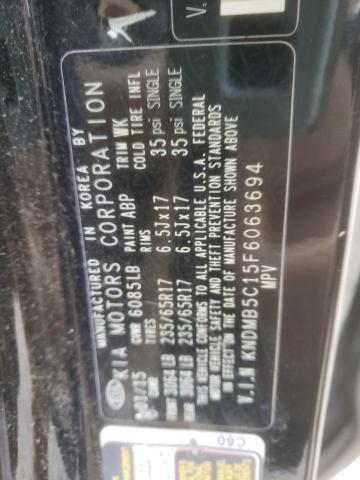 MANUFACTURED IN KOREA BY
KIA MOTORS CORPORATION
GVWR 6085LB PAINT ABP TRIM WK
TIRES RIMS COLD TIRE INFL
235/65R17 6.5Jx17 35 psi SINGLE
235/65R17 6.5Jx17 35 psi SINGLE
THIS VEHICLE CONFORMS TO ALL APPLICABLE U.S.A. FEDERAL
MOTOR VEHICLE SAFETY AND THEFT PREVENTION STANDARDS
IN EFFECT ON THE DATE OF MANUFACTURE SHOWN ABOVE
V.I.N KNDMB5C15F6063694
MPV
C60
V.